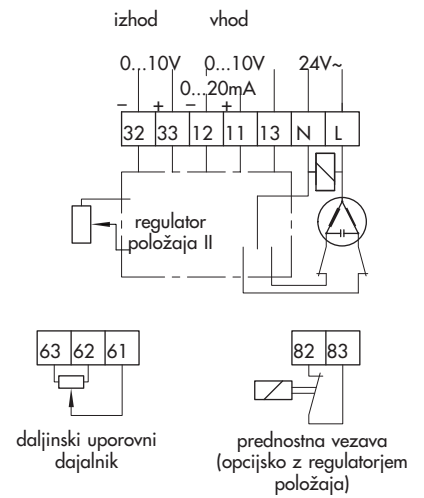 izhod vhod
0...10V 0...10V 24V~
0...20mA
− + − +
32 33 12 11 13 N L
regulator
položaja II
63 62 61
82 83
daljinski uporovni
dajalnik
prednostna vezava
(opcijsko z regulatorjem
položaja)